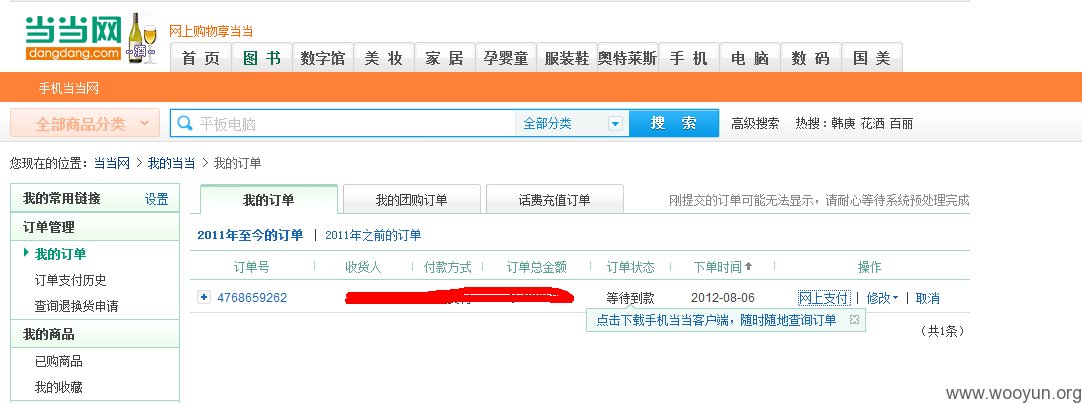 当当网
dangdang.com
网上购物享当当
首 页 图 书 数字馆 美 妆 家 居 孕婴童 服装鞋 奥特莱斯 手 机 电 脑 数 码 国 美
手机当当网
全部商品分类 平板电脑 全部分类 搜 索 高级搜索 热搜：韩庚 花洒 百丽
您现在的位置：当当网 > 我的当当 > 我的订单
我的常用链接 设置
订单管理
我的订单
订单支付历史
查询退换货申请
我的商品
已购商品
我的收藏
我的订单 我的团购订单 话费充值订单 刚提交的订单可能无法显示，请耐心等待系统预处理完成
2011年至今的订单 | 2011年之前的订单
订单号 收货人 付款方式 订单总金额 订单状态 下单时间 操作
4768659262 等待到款 2012-08-06 网上支付 | 修改 | 取消
点击下载手机当当客户端，随时随地查询订单
（共1条）
www.wooyun.org